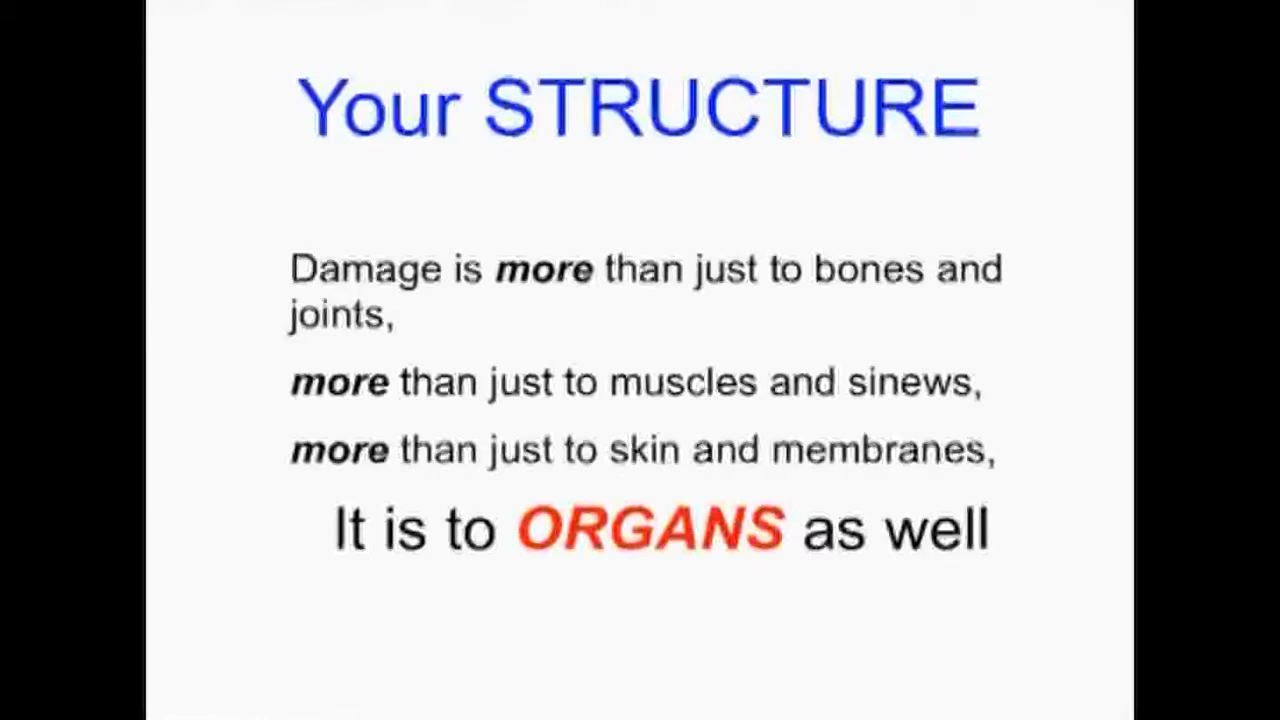 Your STRUCTURE
Damage is more than just to bones and
joints,
more than just to muscles and sinews,
more than just to skin and membranes,
It is to ORGANS as well